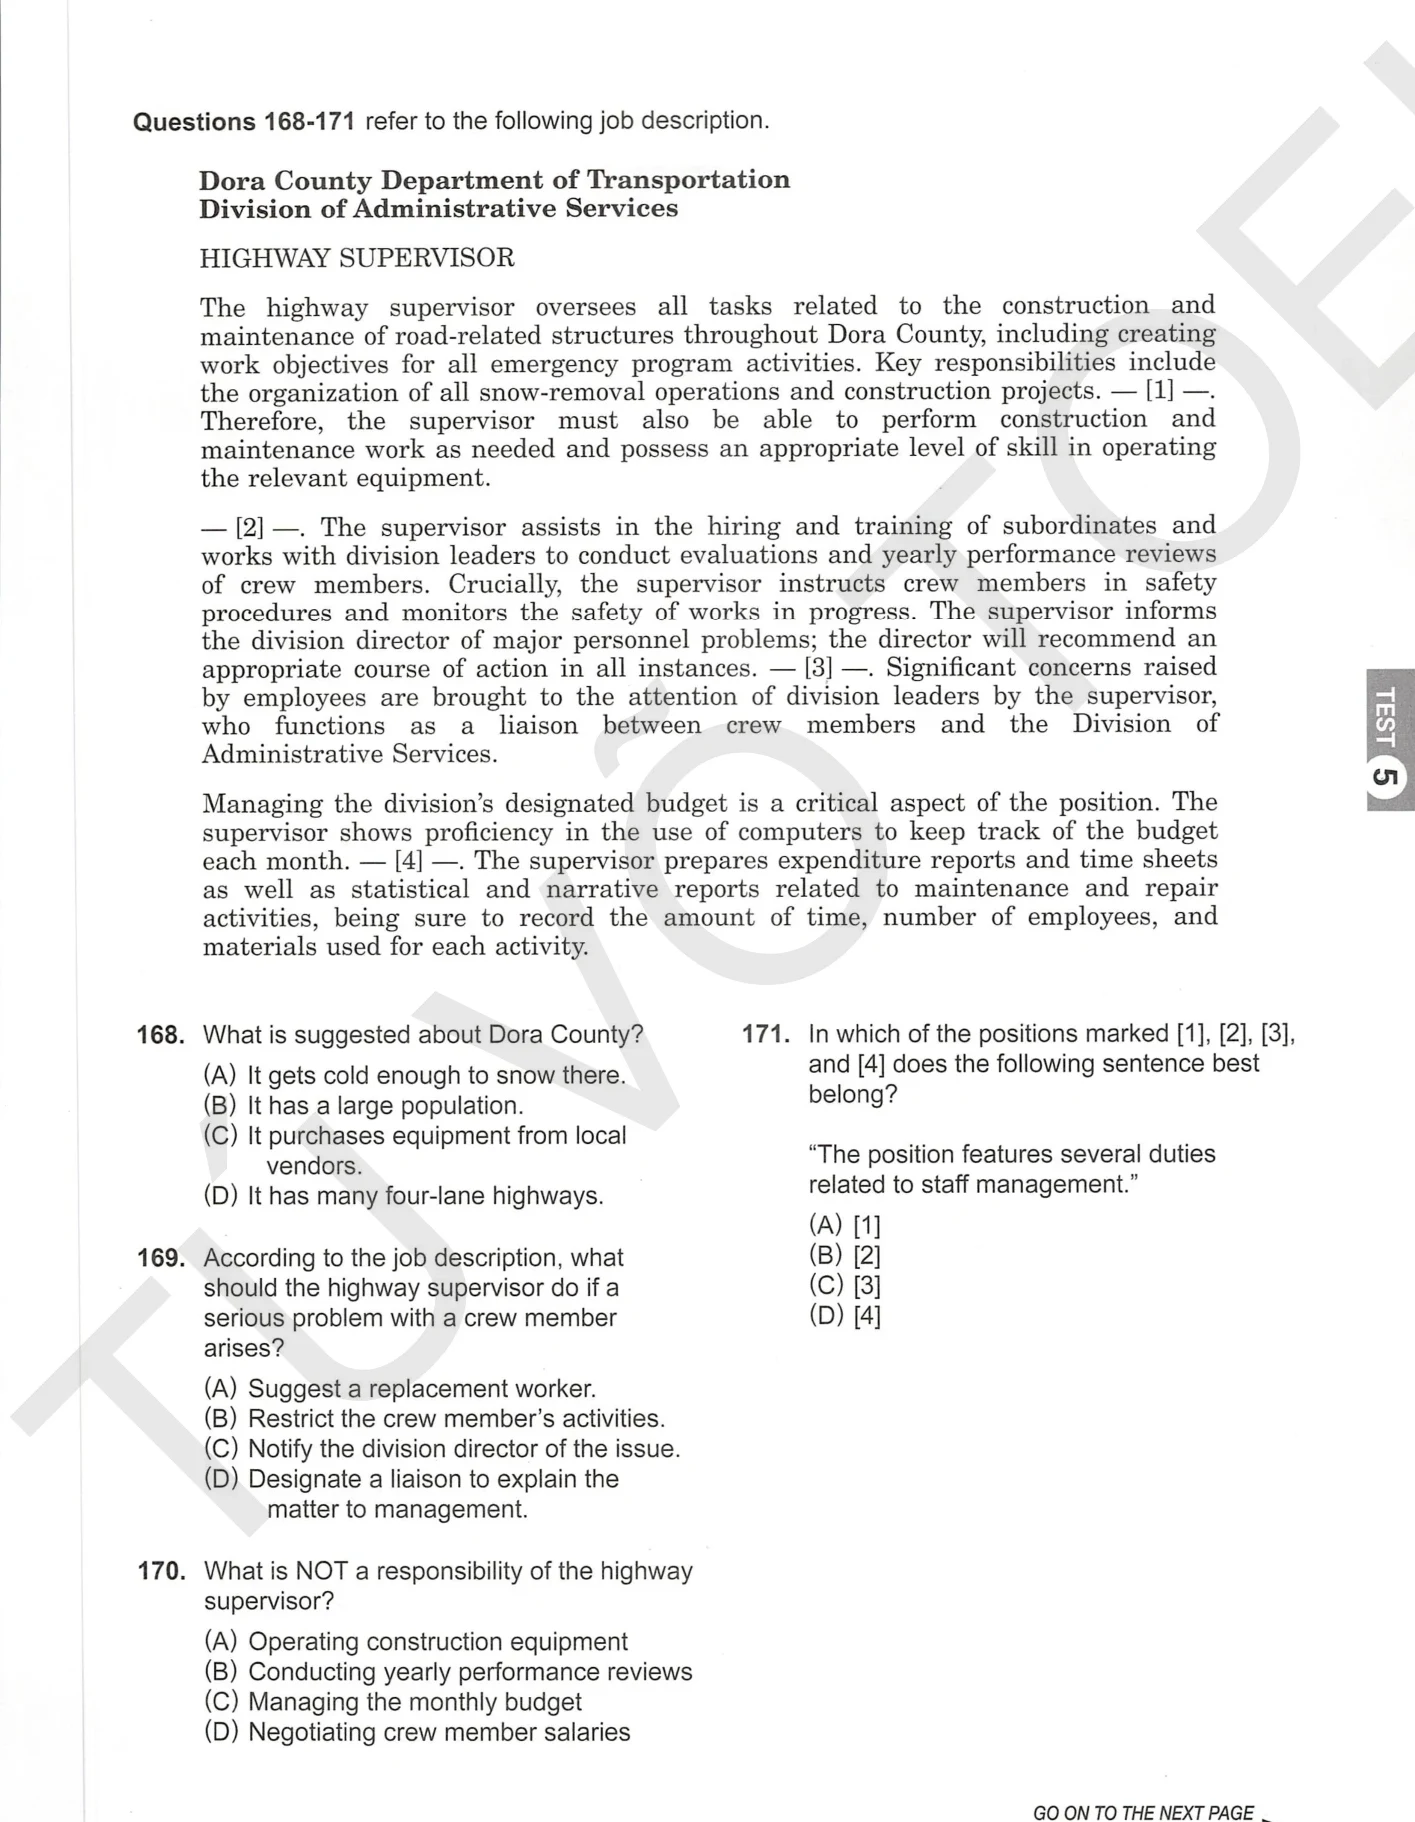 Questions 168-171 refer to the following job description.
Dora County Department of Transportation
Division of Administrative Services
HIGHWAY SUPERVISOR
The highway supervisor oversees all tasks related to the construction and
maintenance of road-related structures throughout Dora County, including creating
work objectives for all emergency program activities. Key responsibilities include
the organization of all snow-removal operations and construction projects. — [1] —.
Therefore, the supervisor must also be able to perform construction and
maintenance work as needed and possess an appropriate level of skill in operating
the relevant equipment.
— [2] —. The supervisor assists in the hiring and training of subordinates and
works with division leaders to conduct evaluations and yearly performance reviews
of crew members. Crucially, the supervisor instructs crew members in safety
procedures and monitors the safety of works in progress. The supervisor informs
the division director of major personnel problems; the director will recommend an
appropriate course of action in all instances. — [3] —. Significant concerns raised
by employees are brought to the attention of division leaders by the supervisor,
who functions as a liaison between crew members and the Division of
Administrative Services.
Managing the division's designated budget is a critical aspect of the position. The
supervisor shows proficiency in the use of computers to keep track of the budget
each month. — [4] —. The supervisor prepares expenditure reports and time sheets
as well as statistical and narrative reports related to maintenance and repair
activities, being sure to record the amount of time, number of employees, and
materials used for each activity.
168. What is suggested about Dora County?
(A) It gets cold enough to snow there.
(B) It has a large population.
(C) It purchases equipment from local
vendors.
(D) It has many four-lane highways.
169. According to the job description, what
should the highway supervisor do if a
serious problem with a crew member
arises?
(A) Suggest a replacement worker.
(B) Restrict the crew member's activities.
(C) Notify the division director of the issue.
(D) Designate a liaison to explain the
matter to management.
170. What is NOT a responsibility of the highway
supervisor?
(A) Operating construction equipment
(B) Conducting yearly performance reviews
(C) Managing the monthly budget
(D) Negotiating crew member salaries
171. In which of the positions marked [1], [2], [3],
and [4] does the following sentence best
belong?
“The position features several duties
related to staff management.”
(A) [1]
(B) [2]
(C) [3]
(D) [4]
TEST 5
GO ON TO THE NEXT PAGE